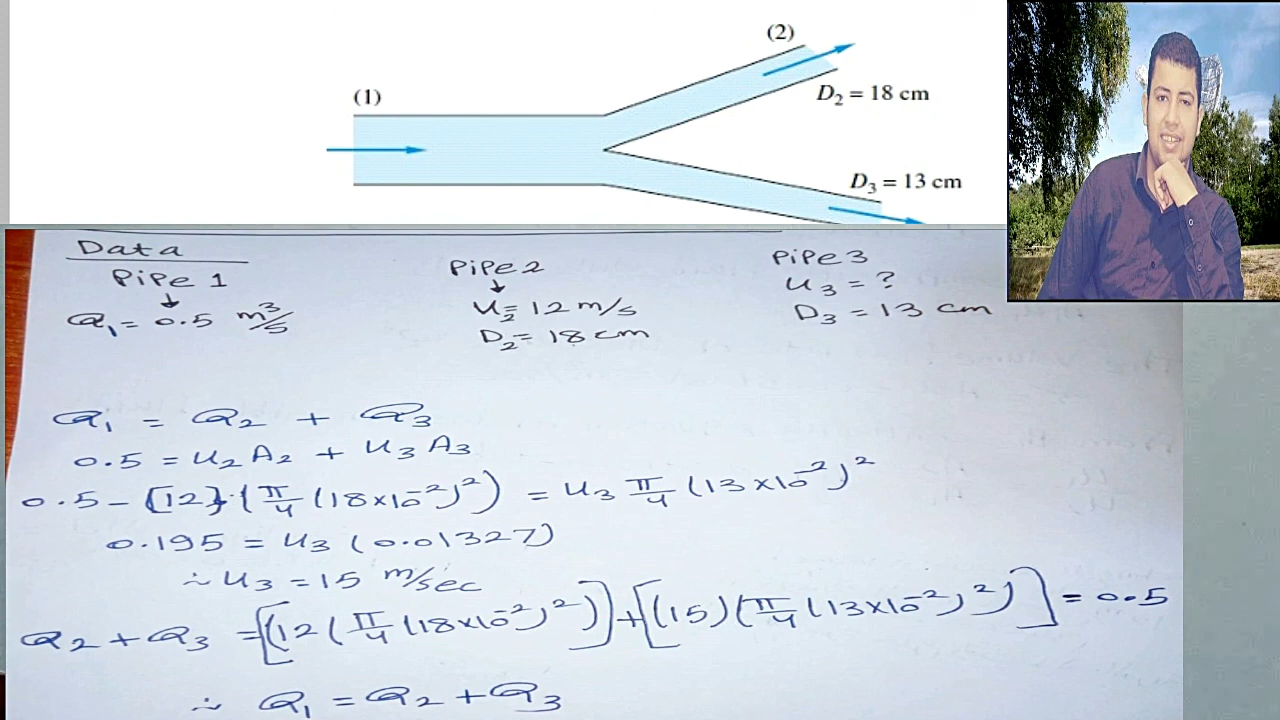 (2)
(1)
D₂ = 18 cm
D₃ = 13 cm
Data
Pipe 1
↓
Q₁ = 0.5 m³/s
Pipe 2
↓
u₂ = 12 m/s
D₂ = 18 cm
Pipe 3
u₃ = ?
D₃ = 13 cm
Q₁ = Q₂ + Q₃
0.5 = u₂ A₂ + u₃ A₃
0.5 - [12] · (π/4 (18×10⁻²)²) = u₃ π/4 (13×10⁻²)²
0.195 = u₃ (0.01327)
∴ u₃ = 15 m/sec
Q₂ + Q₃ = [(12 (π/4 (18×10⁻²)²)] + [(15) (π/4 (13×10⁻²)²)] = 0.5
∴ Q₁ = Q₂ + Q₃